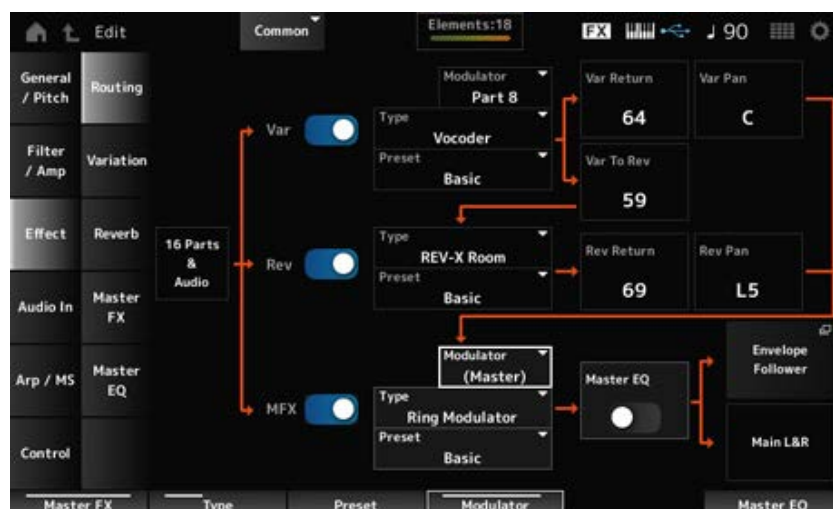 Edit
Common
Elements:18
FX
90
General
/ Pitch
Filter
/ Amp
Effect
Audio In
Arp / MS
Control
Routing
Variation
Reverb
Master
FX
Master
EQ
16 Parts
&
Audio
Var
Modulator
Part 8
Type
Vocoder
Preset
Basic
Var Return
64
Var Pan
C
Var To Rev
59
Rev
Type
REV-X Room
Preset
Basic
Rev Return
69
Rev Pan
L5
MFX
Modulator
(Master)
Type
Ring Modulator
Preset
Basic
Master EQ
Envelope
Follower
Main L&R
Master FX
Type
Preset
Modulator
Master EQ